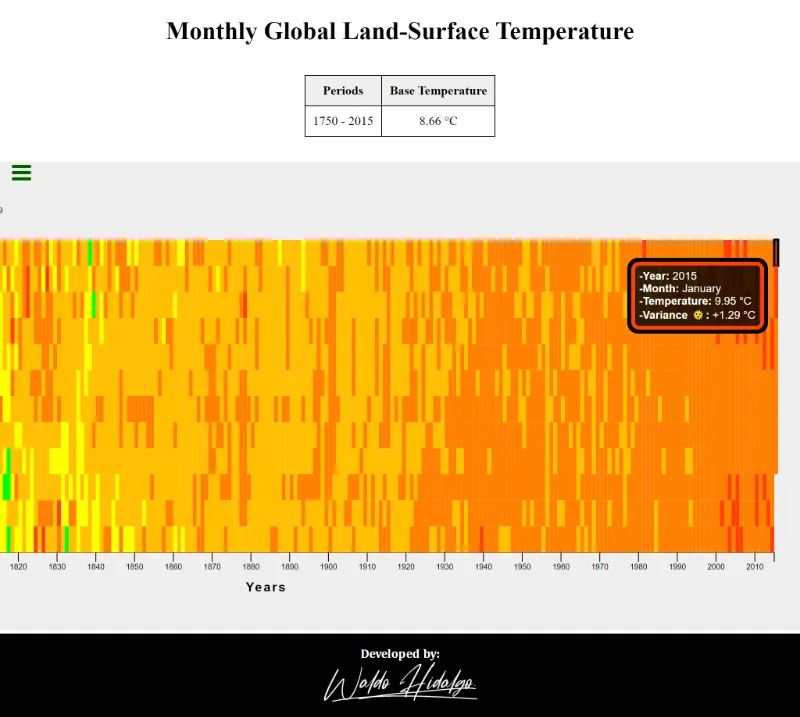 Monthly Global Land-Surface Temperature
Periods Base Temperature
1750 - 2015 8.66 °C
9
-Year: 2015
-Month: January
-Temperature: 9.95 °C
-Variance 🌞 : +1.29 °C
1820 1830 1840 1850 1860 1870 1880 1890 1900 1910 1920 1930 1940 1950 1960 1970 1980 1990 2000 2010
Years
Developed by:
Waldo Hidalgo